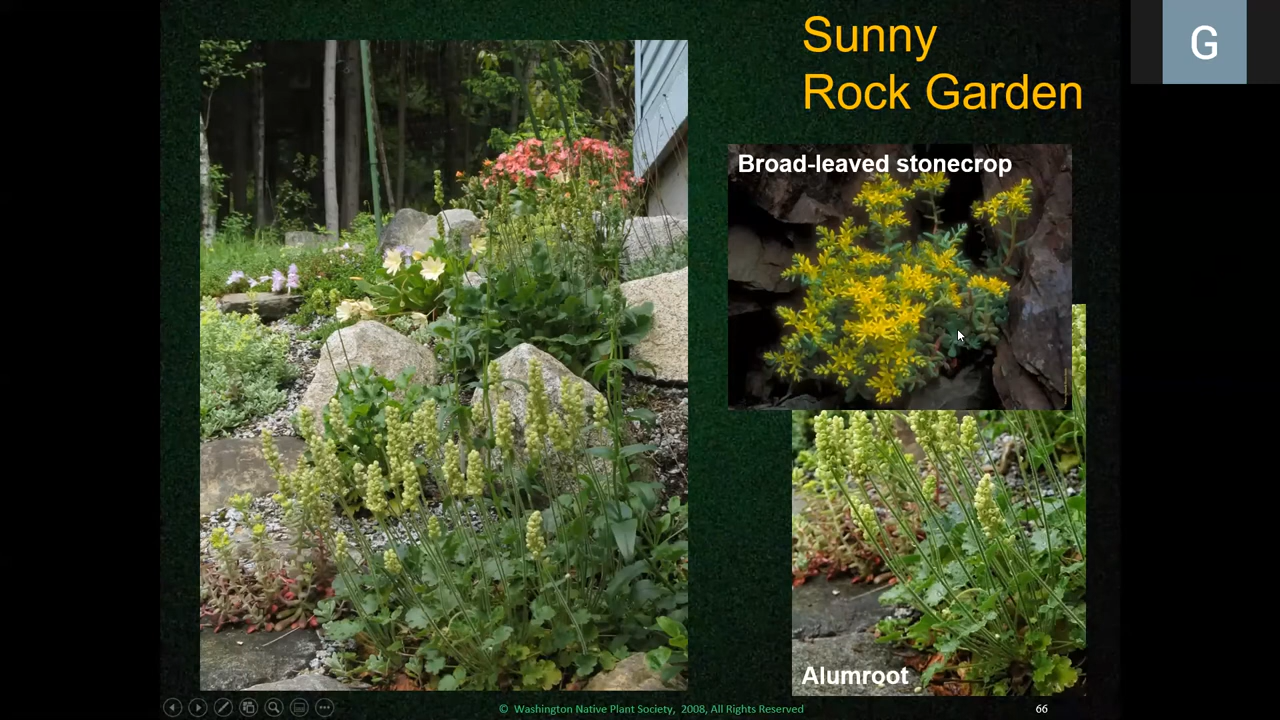 Sunny
Rock Garden
G
Broad-leaved stonecrop
Alumroot
© Washington Native Plant Society, 2008, All Rights Reserved
66